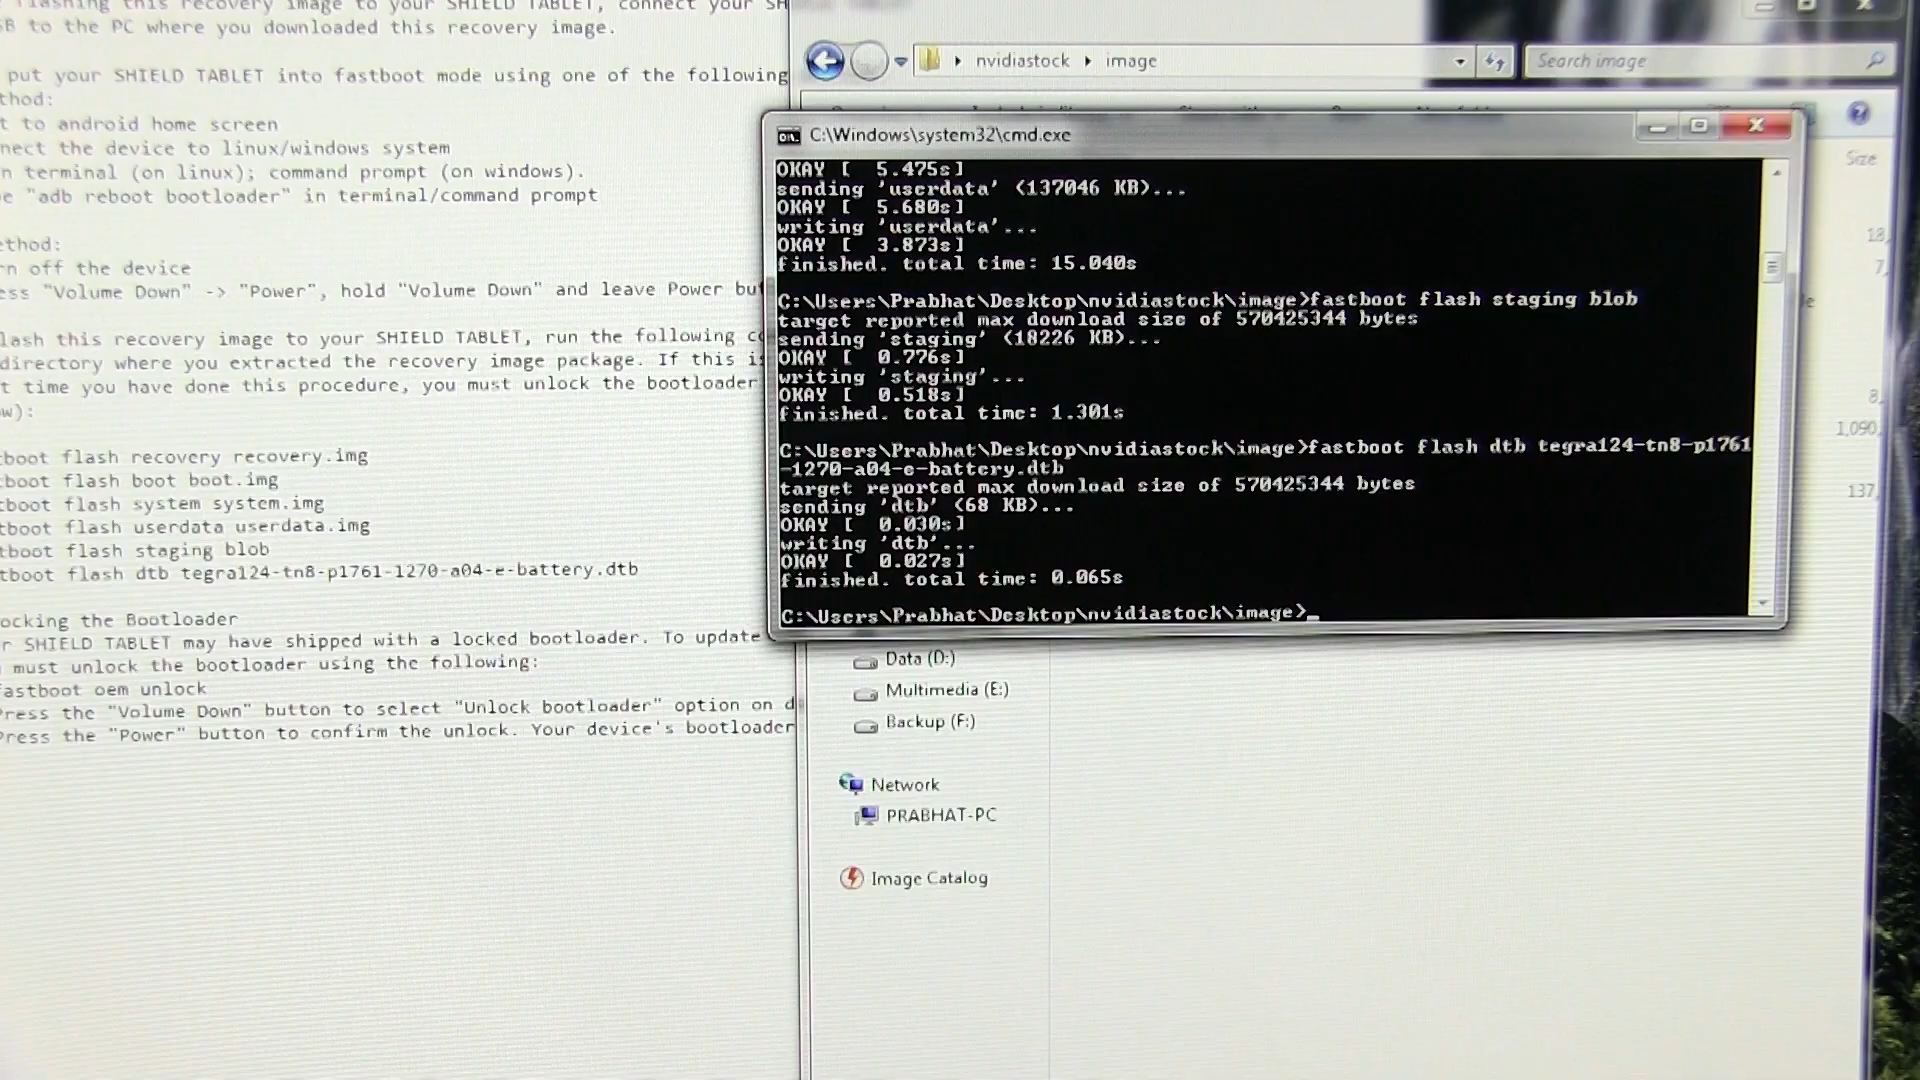 flashing this recovery image to your SHIELD TABLET, connect your SH
SB to the PC where you downloaded this recovery image.
put your SHIELD TABLET into fastboot mode using one of the following
thod:
t to android home screen
nect the device to linux/windows system
n terminal (on linux); command prompt (on windows).
e "adb reboot bootloader" in terminal/command prompt
ethod:
rn off the device
ess "Volume Down" -> "Power", hold "Volume Down" and leave Power but
lash this recovery image to your SHIELD TABLET, run the following co
directory where you extracted the recovery image package. If this is
t time you have done this procedure, you must unlock the bootloader
ow):
tboot flash recovery recovery.img
tboot flash boot boot.img
tboot flash system system.img
tboot flash userdata userdata.img
tboot flash staging blob
tboot flash dtb tegra124-tn8-p1761-1270-a04-e-battery.dtb
ocking the Bootloader
r SHIELD TABLET may have shipped with a locked bootloader. To update
must unlock the bootloader using the following:
fastboot oem unlock
Press the "Volume Down" button to select "Unlock bootloader" option on d
Press the "Power" button to confirm the unlock. Your device's bootloader
nvidiastock image
Search image
Size
18,
7,
8,
1,090,
137,
C:\Windows\system32\cmd.exe
OKAY [ 5.475s]
sending 'userdata' (137046 KB)...
OKAY [ 5.680s]
writing 'userdata'...
OKAY [ 3.873s]
finished. total time: 15.040s
C:\Users\Prabhat\Desktop\nvidiastock\image>fastboot flash staging blob
target reported max download size of 570425344 bytes
sending 'staging' (18226 KB)...
OKAY [ 0.776s]
writing 'staging'...
OKAY [ 0.518s]
finished. total time: 1.301s
C:\Users\Prabhat\Desktop\nvidiastock\image>fastboot flash dtb tegra124-tn8-p1761
-1270-a04-e-battery.dtb
target reported max download size of 570425344 bytes
sending 'dtb' (68 KB)...
OKAY [ 0.030s]
writing 'dtb'...
OKAY [ 0.027s]
finished. total time: 0.065s
C:\Users\Prabhat\Desktop\nvidiastock\image>_
Data (D:)
Multimedia (E:)
Backup (F:)
Network
PRABHAT-PC
Image Catalog